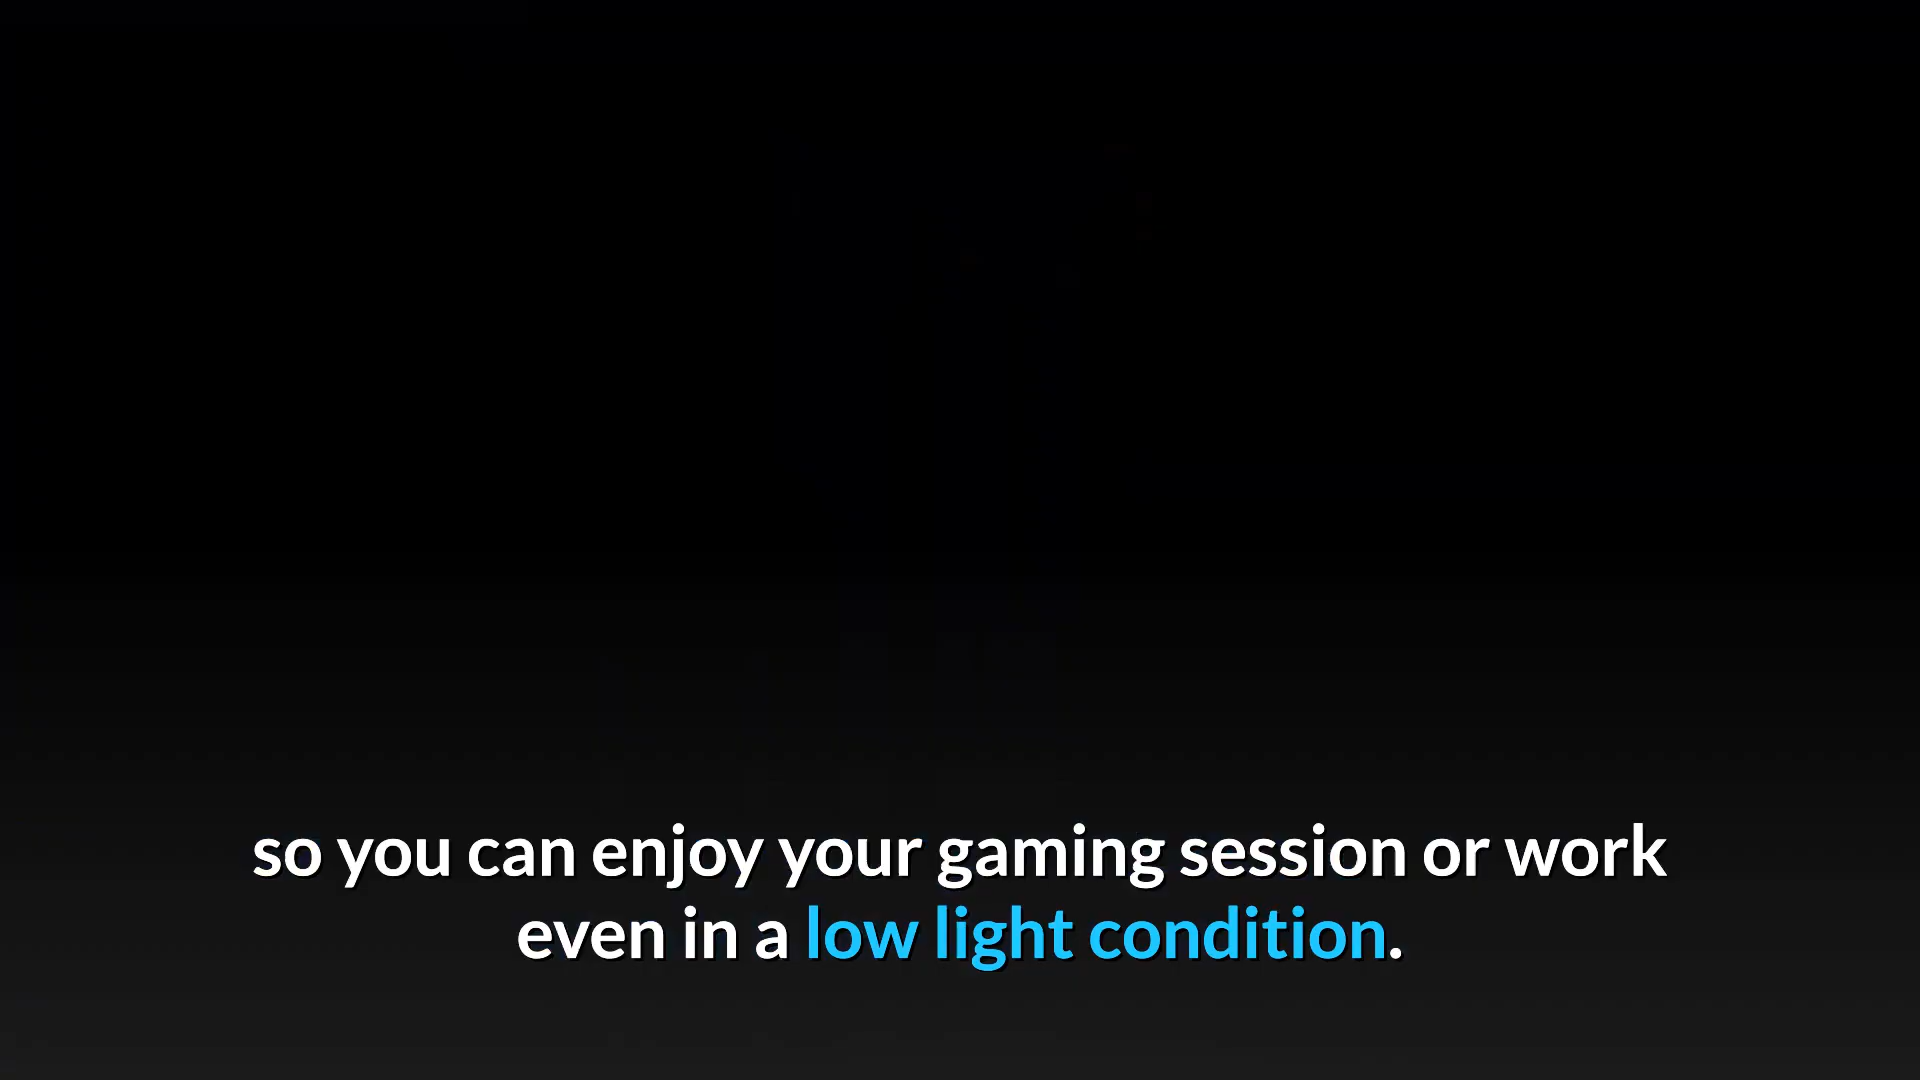 so you can enjoy your gaming session or work
even in a low light condition.